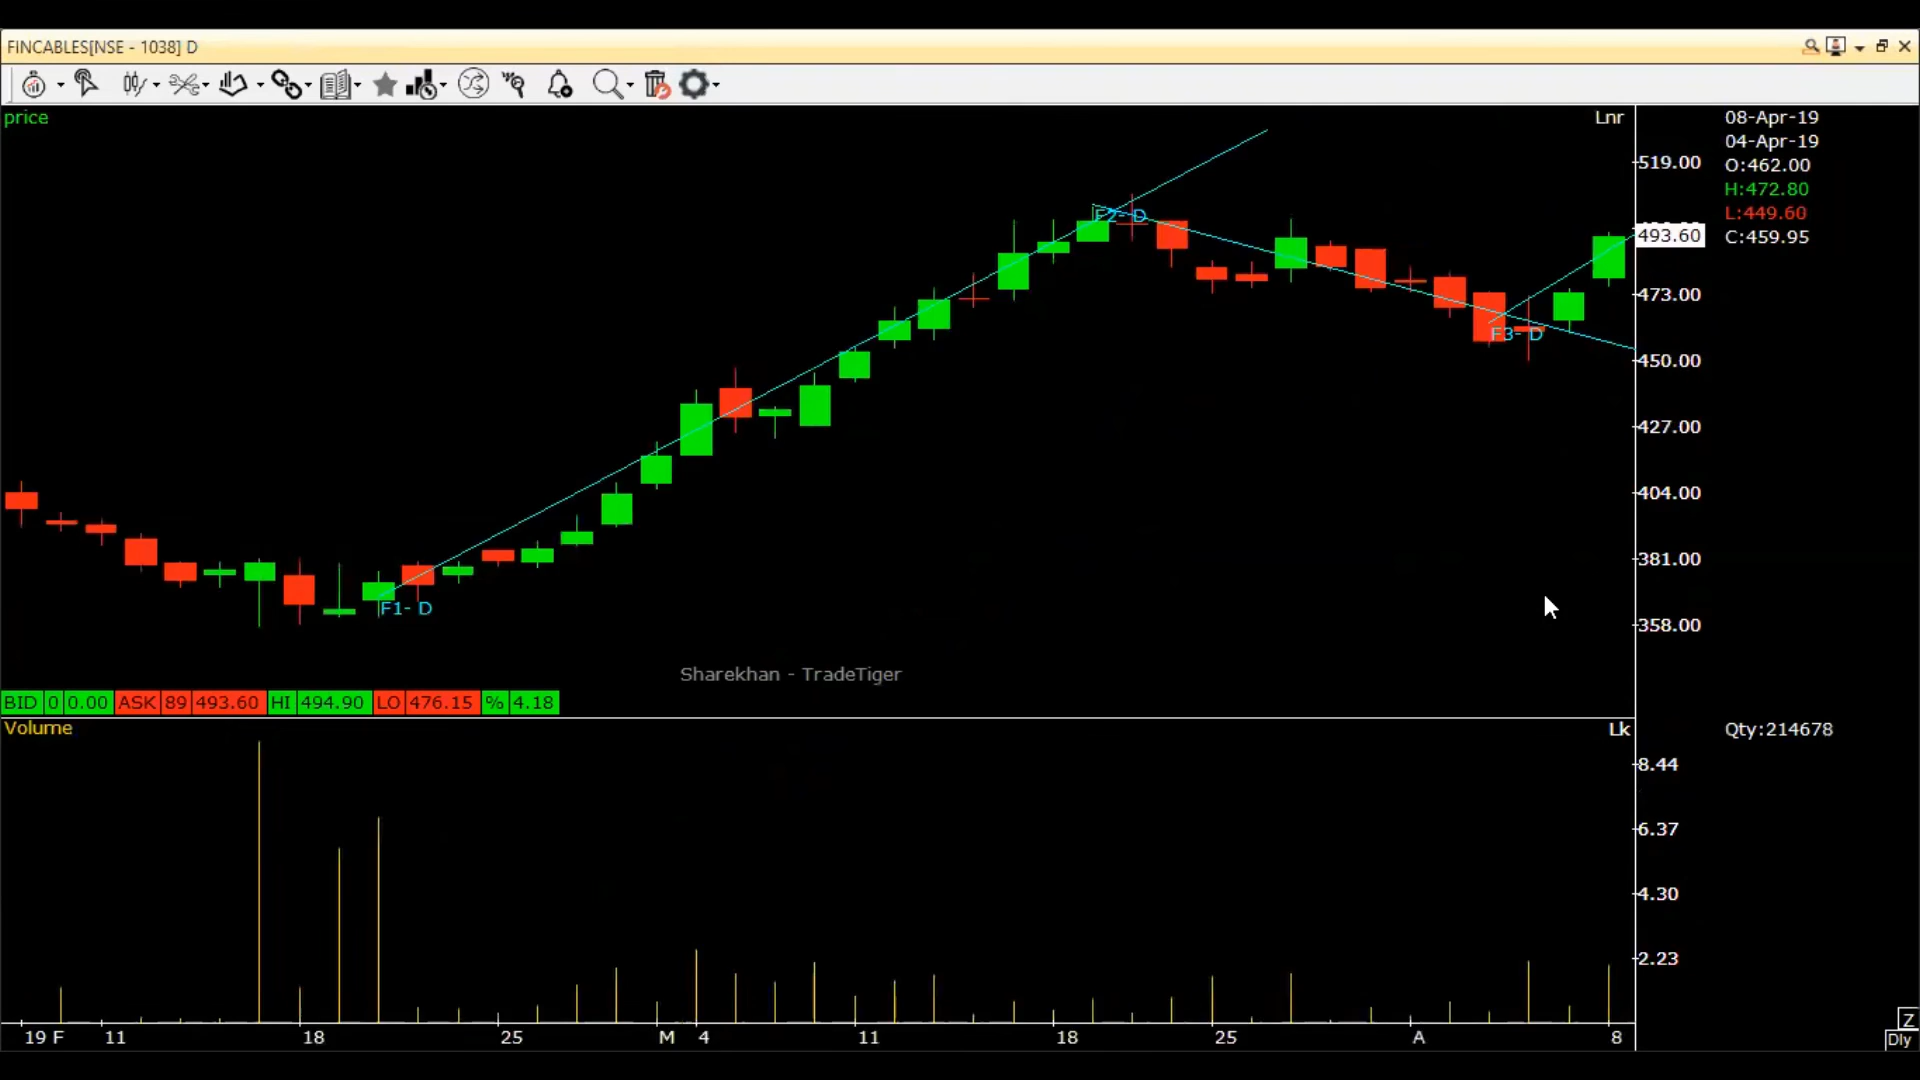 FINCABLES[NSE - 1038] D
price
Lnr
08-Apr-19
04-Apr-19
O:462.00
H:472.80
L:449.60
C:459.95
519.00
493.60
473.00
450.00
427.00
404.00
381.00
358.00
F2- D
F3- D
F1- D
Sharekhan - TradeTiger
BID 0 0.00 ASK 89 493.60 HI 494.90 LO 476.15 % 4.18
Volume
Lk
Qty:214678
8.44
6.37
4.30
2.23
19 F 11 18 25 M 4 11 18 25 A 8
Z
Dly